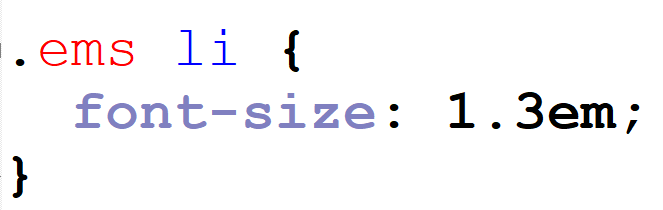 .ems li {
  font-size: 1.3em;
}